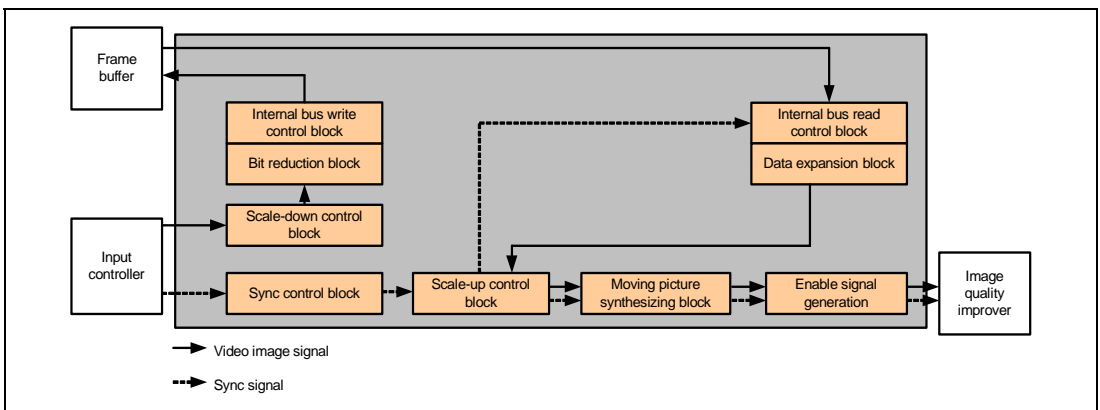 Frame
buffer
Internal bus write
control block
Bit reduction block
Internal bus read
control block
Data expansion block
Scale-down control
block
Input
controller
Sync control block
Scale-up control
block
Moving picture
synthesizing block
Enable signal
generation
Image
quality
improver
Video image signal
Sync signal